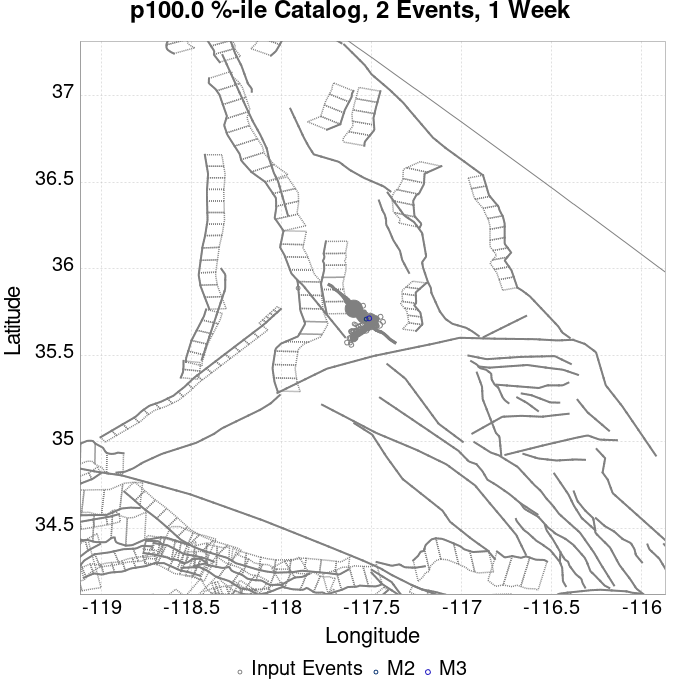 p100.0 %-ile Catalog, 2 Events, 1 Week
37
36.5
36
35.5
35
34.5
Latitude
-119 -118.5 -118 -117.5 -117 -116.5 -116
Longitude
Input Events M2 M3